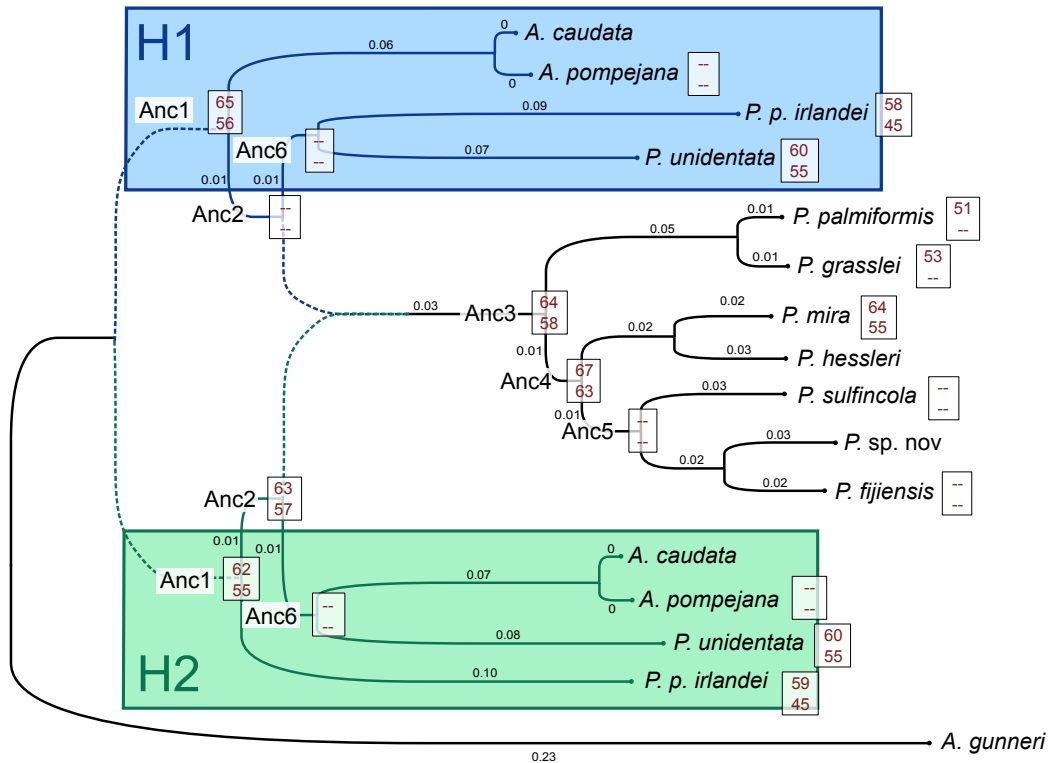 H1
0.06
0
A. caudata
0
A. pompejana
--
--
Anc1
65
56
0.09
P. p. irlandei
58
45
Anc6
--
--
0.07
P. unidentata
60
55
0.01
0.01
Anc2
--
--
0.05
0.01
P. palmiformis
51
--
0.01
P. grasslei
53
--
0.03
Anc3
64
58
0.02
0.02
P. mira
64
55
0.03
P. hessleri
0.01
Anc4
67
63
0.03
P. sulfincola
--
--
0.01
Anc5
--
--
0.03
P. sp. nov
0.02
0.02
P. fijiensis
--
--
Anc2
63
57
0.01
0.01
Anc1
62
55
0
A. caudata
0.07
0
A. pompejana
--
--
Anc6
--
--
0.08
P. unidentata
60
55
H2
0.10
P. p. irlandei
59
45
0.23
A. gunneri